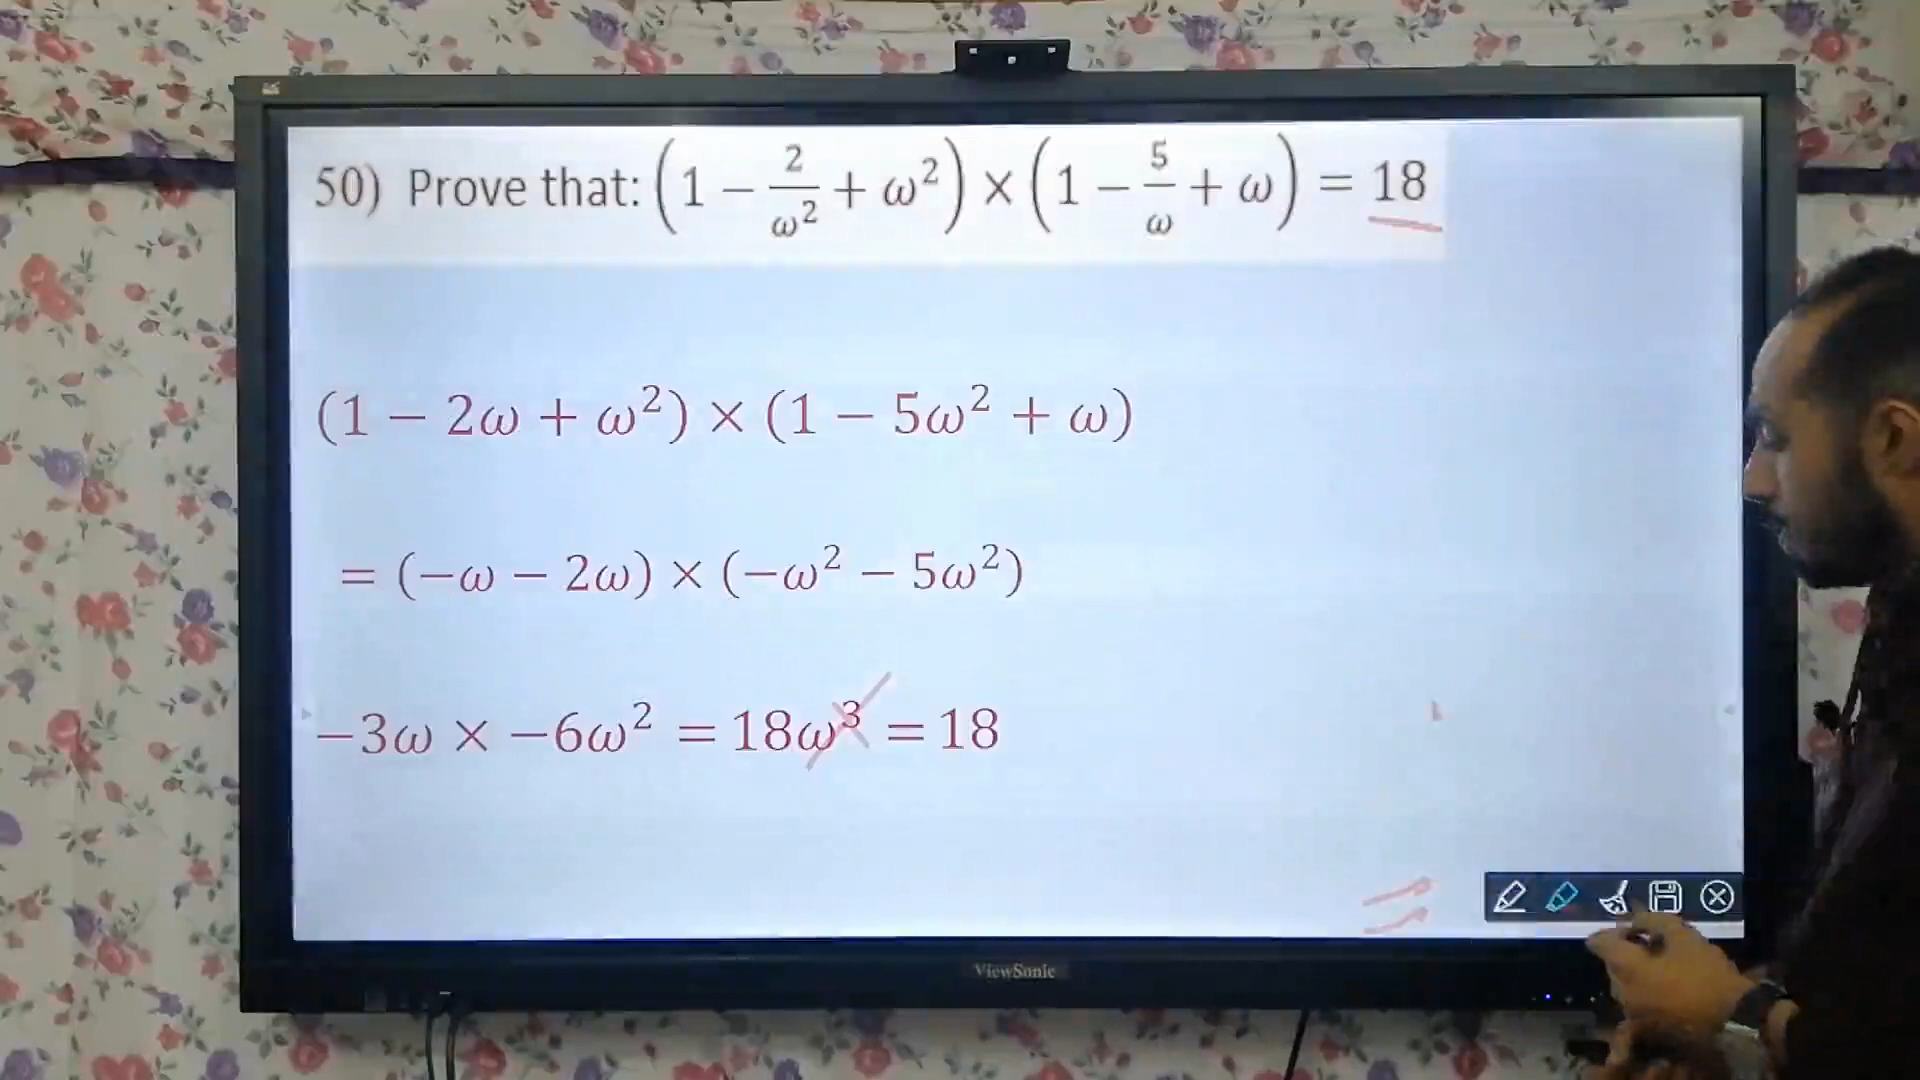 50) Prove that: (1 − 2/ω² + ω²) × (1 − 5/ω + ω) = 18
(1 − 2ω + ω²) × (1 − 5ω² + ω)
= (−ω − 2ω) × (−ω² − 5ω²)
−3ω × −6ω² = 18ω³ = 18
ViewSonic